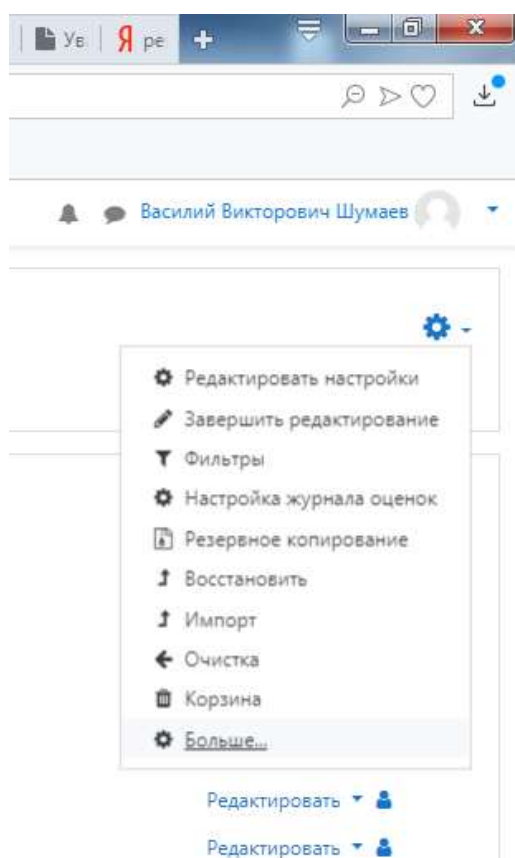 Ув
Я ре
Василий Викторович Шумаев
Редактировать настройки
Завершить редактирование
Фильтры
Настройка журнала оценок
Резервное копирование
Восстановить
Импорт
Очистка
Корзина
Больше...
Редактировать
Редактировать